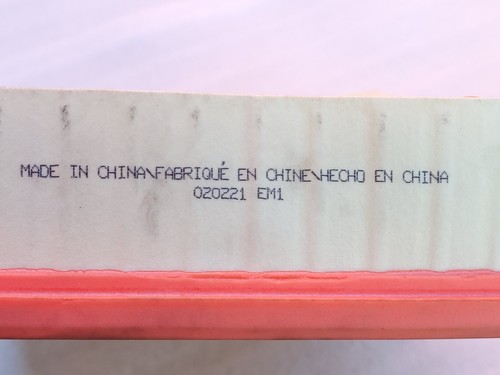 MADE IN CHINA\FABRIQUÉ EN CHINE\HECHO EN CHINA
020221 EM1